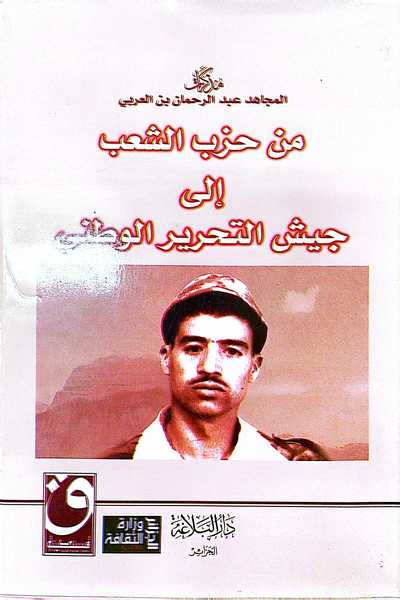 مذكرات
المجاهد عبد الرحمان بن العربي
من حزب الشعب
إلى
جيش التحرير الوطني
وزارة
الثقافة
دار البلاغة
الجزائر